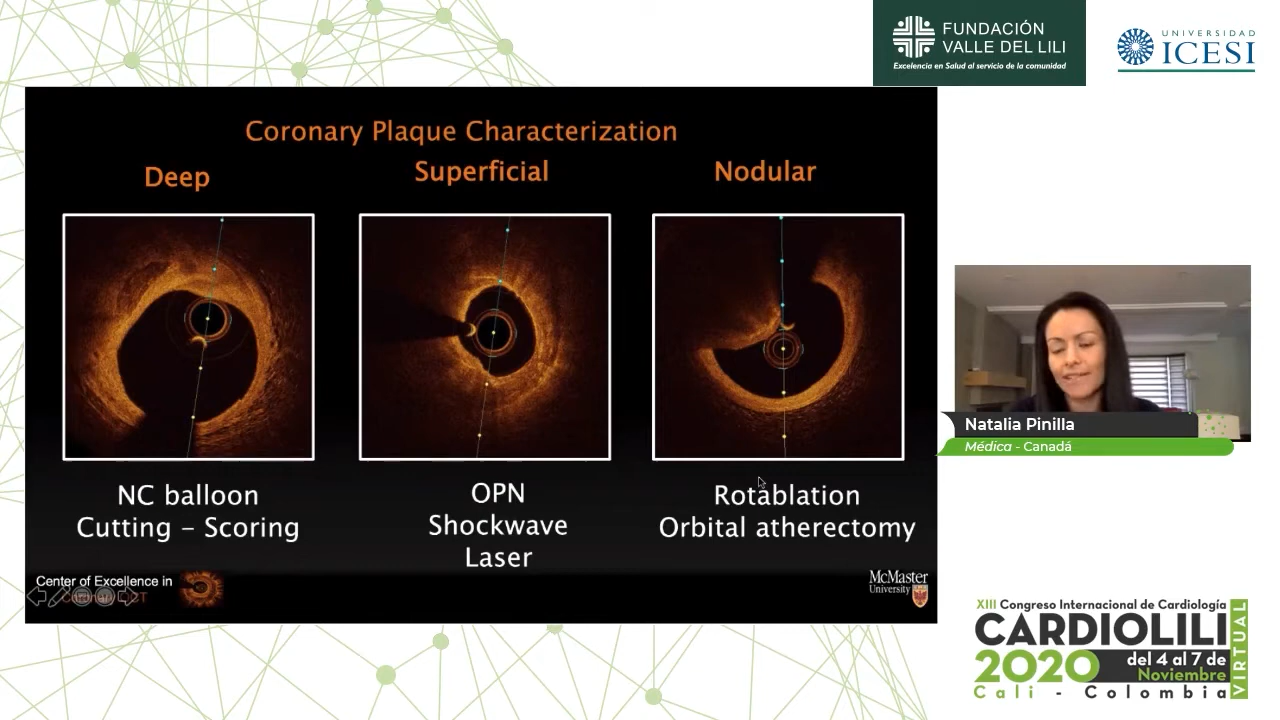 FUNDACIÓN
VALLE DEL LILI
Excelencia en Salud al servicio de la comunidad
UNIVERSIDAD
ICESI
Coronary Plaque Characterization
Deep
Superficial
Nodular
NC balloon
Cutting – Scoring
OPN
Shockwave
Laser
Rotablation
Orbital atherectomy
Center of Excellence in
Coronary OCT
McMaster
University
Natalia Pinilla
Médica - Canadá
XIII Congreso Internacional de Cardiología
CARDIOLILI
2020
del 4 al 7 de
Noviembre
VIRTUAL
Cali - Colombia